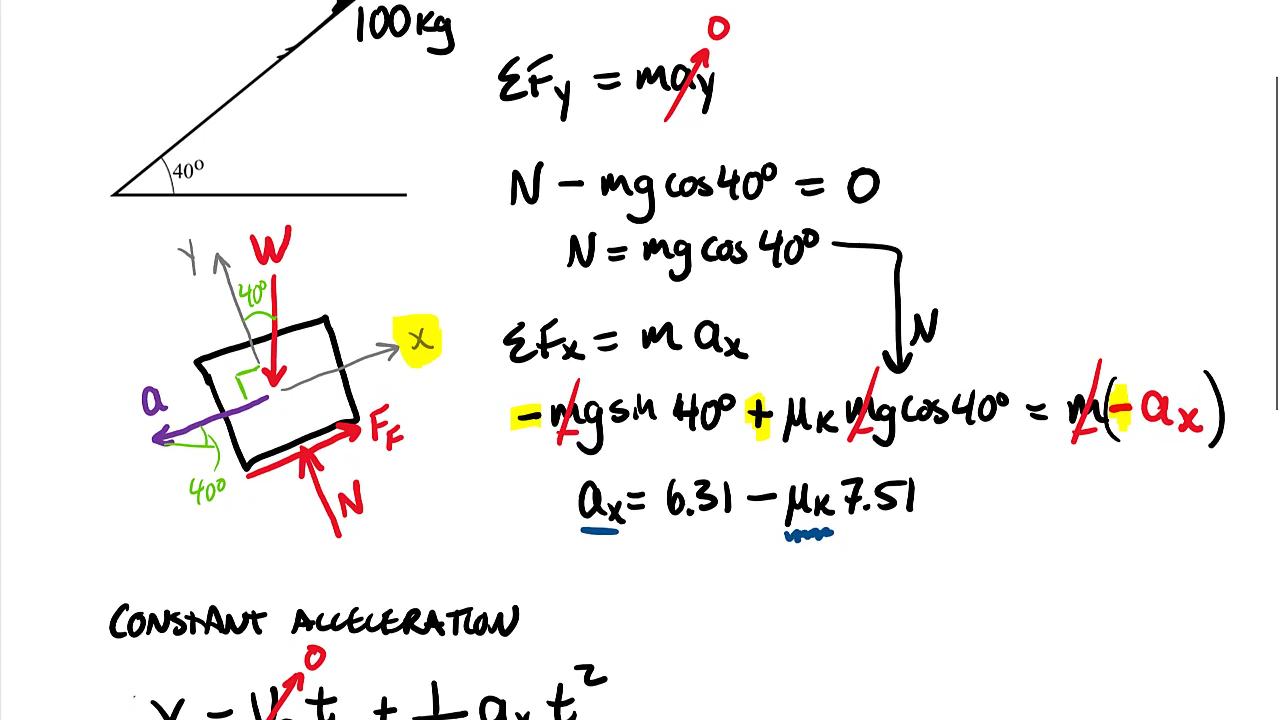 100kg
ΣFy = may 0
40°
N - mg cos 40° = 0
N = mg cos 40°
Y W
40°
N
x
ΣFx = m ax
a
-mg sin 40° + μk mg cos 40° = m(-ax)
FF
40°
N
ax = 6.31 - μk 7.51
CONSTANT ACCELERATION
0